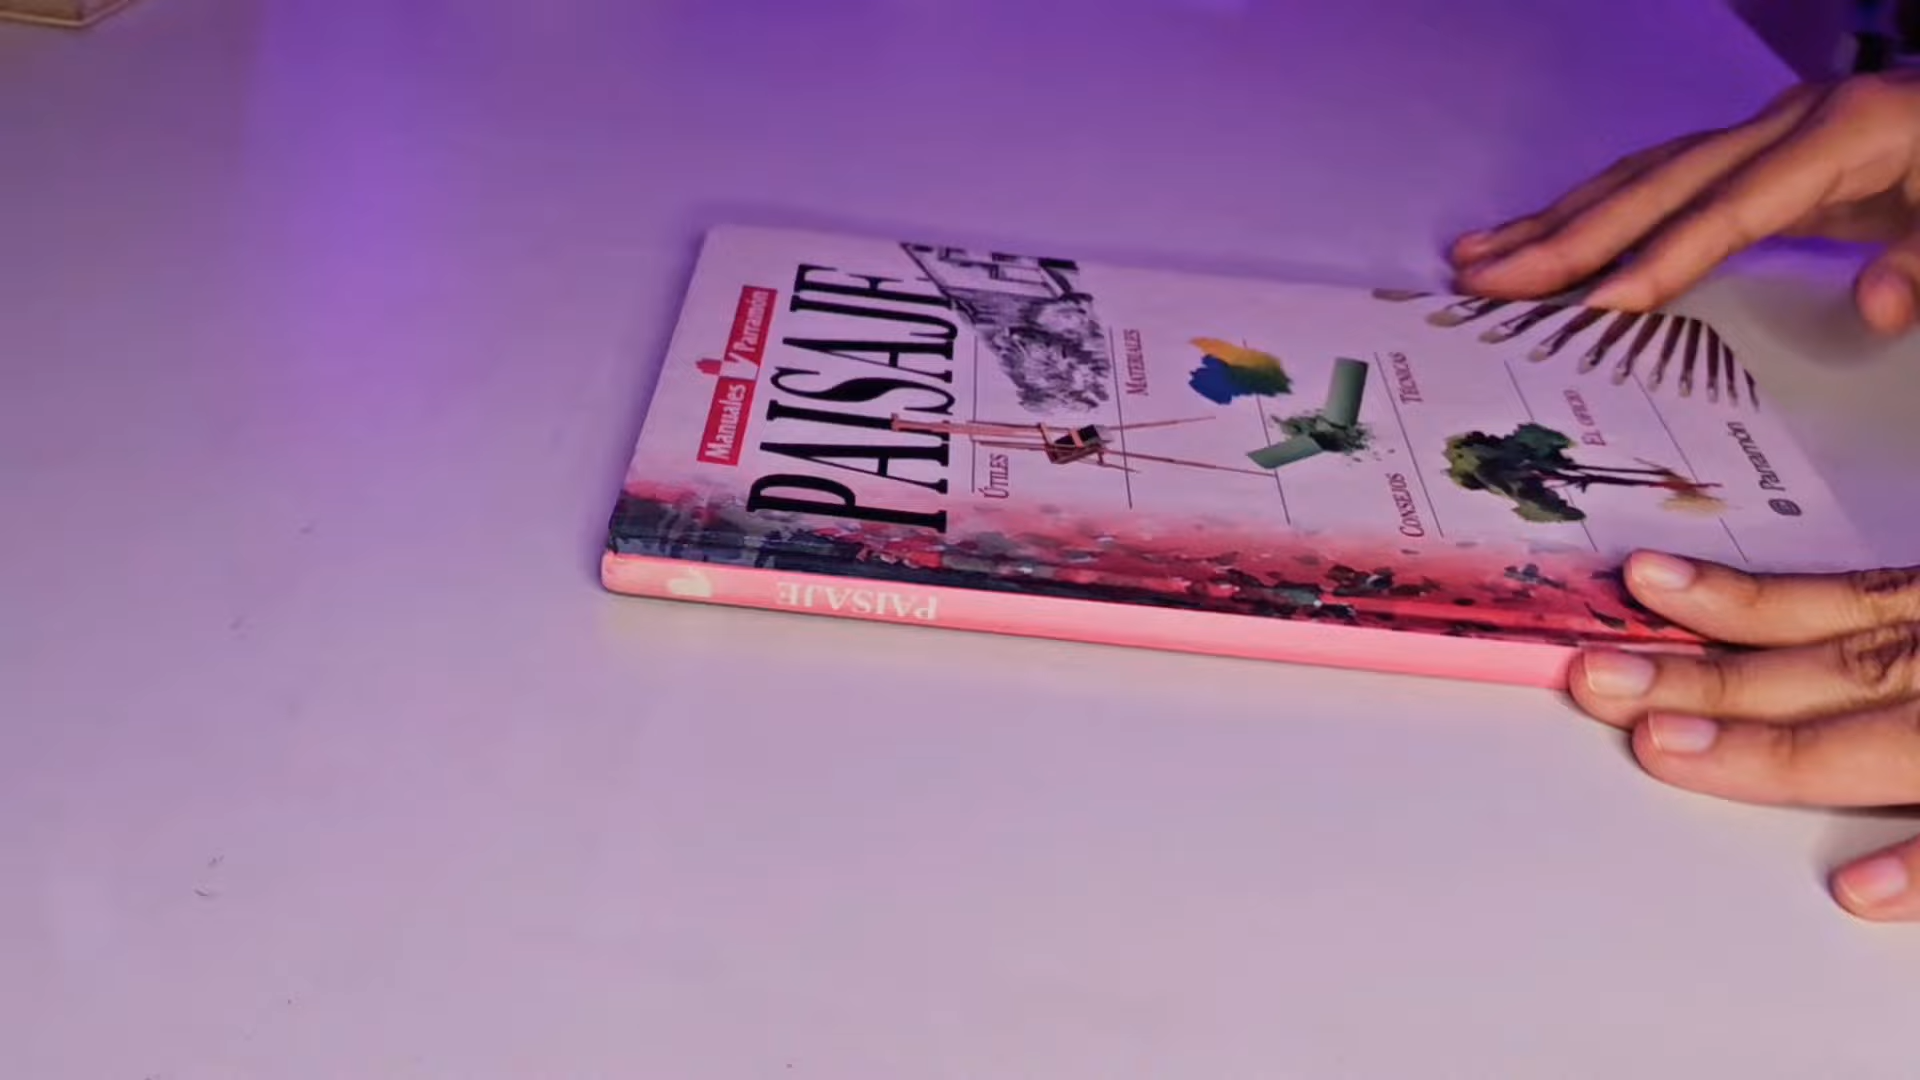 Manuales Parramón
PAISAJE
ÚTILES
MATERIALES
CONSEJOS
TÉCNICAS
EL OFICIO
Parramón
PAISAJE